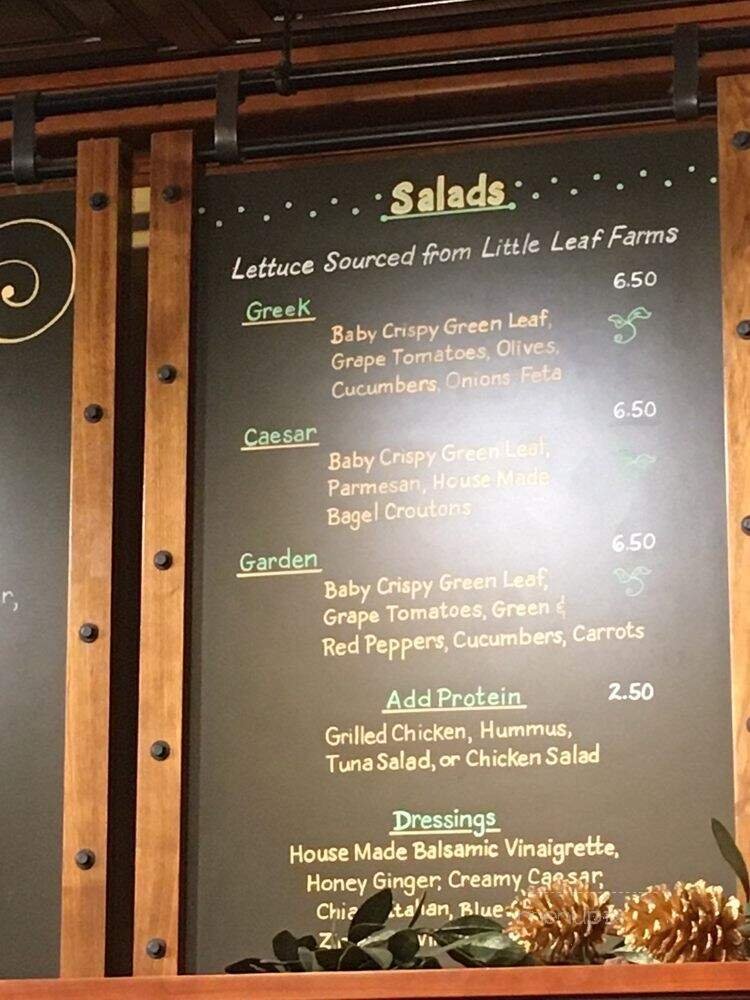 Salads
Lettuce Sourced from Little Leaf Farms
6.50
Greek
Baby Crispy Green Leaf,
Grape Tomatoes, Olives,
Cucumbers, Onions Feta
6.50
Caesar
Baby Crispy Green Leaf,
Parmesan, House Made
Bagel Croutons
6.50
Garden
Baby Crispy Green Leaf,
Grape Tomatoes, Green &
Red Peppers, Cucumbers, Carrots
Add Protein 2.50
Grilled Chicken, Hummus,
Tuna Salad, or Chicken Salad
Dressings
House Made Balsamic Vinaigrette,
Honey Ginger, Creamy Caesar,
r,